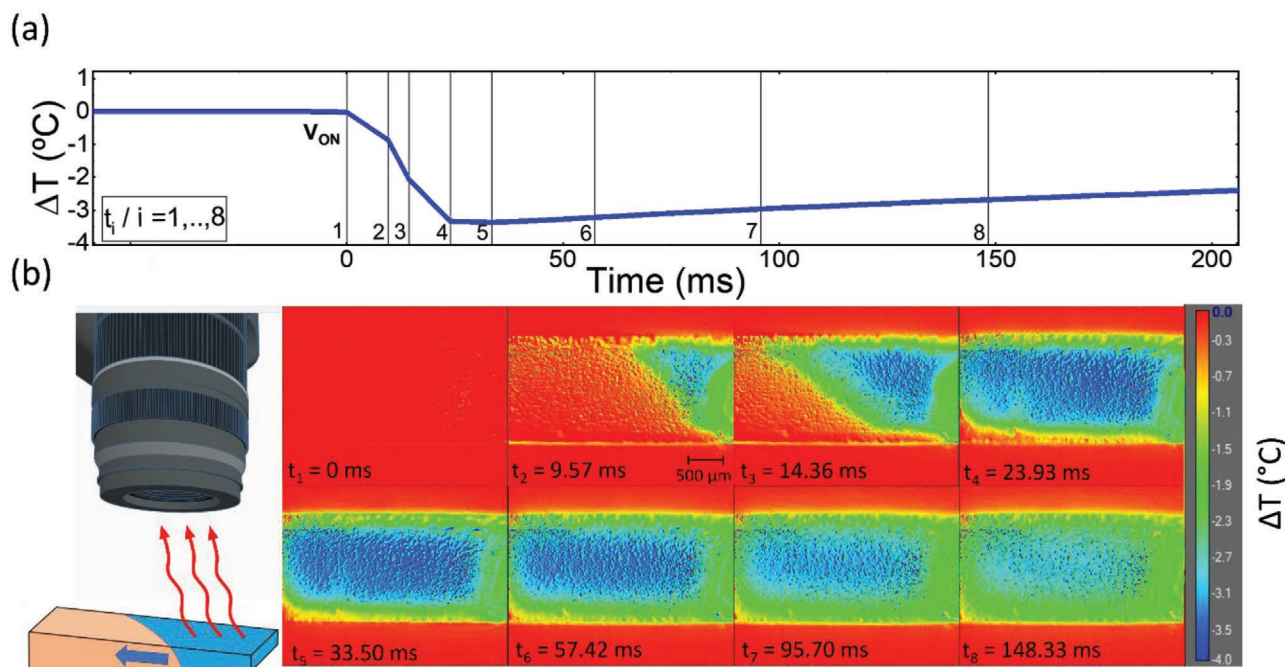 (a)
1
0
-1
-2
-3
-4
ΔT (ºC)
V_ON
t_i / i =1,..,8
1 2 3 4 5 6 7 8
0 50 100 150 200
Time (ms)
(b)
t_1 = 0 ms
t_2 = 9.57 ms
500 µm
t_3 = 14.36 ms
t_4 = 23.93 ms
t_5 = 33.50 ms
t_6 = 57.42 ms
t_7 = 95.70 ms
t_8 = 148.33 ms
0.0
-0.3
-0.7
-1.1
-1.5
-1.9
-2.3
-2.7
-3.1
-3.5
-4.0
ΔT (°C)